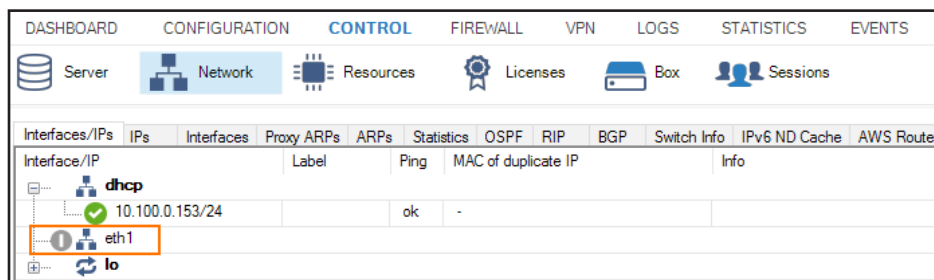 DASHBOARD CONFIGURATION CONTROL FIREWALL VPN LOGS STATISTICS EVENTS
Server Network Resources Licenses Box Sessions
Interfaces/IPs IPs Interfaces Proxy ARPs ARPs Statistics OSPF RIP BGP Switch Info IPv6 ND Cache AWS Route
Interface/IP Label Ping MAC of duplicate IP Info
dhcp
10.100.0.153/24 ok -
eth1
lo